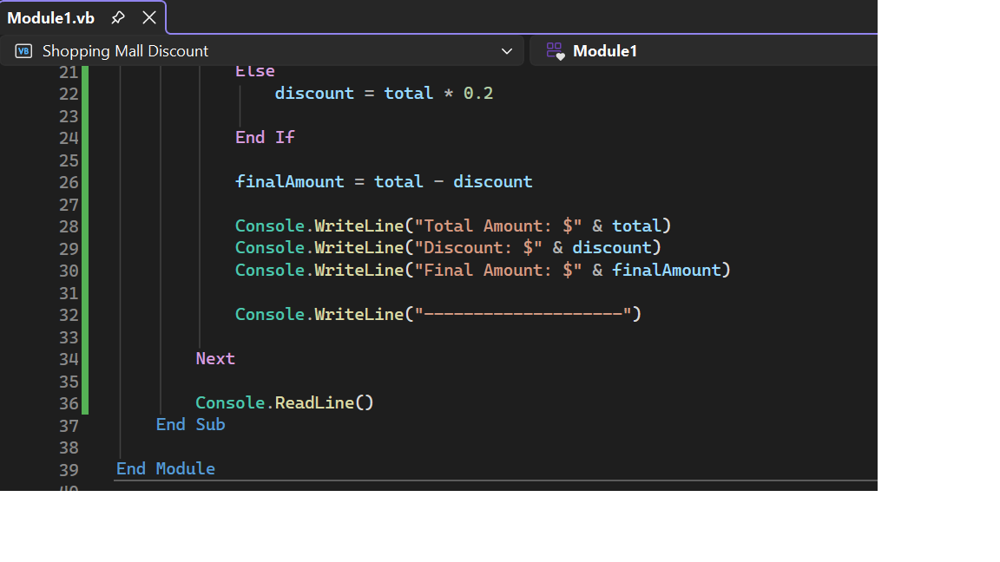 Module1.vb
VB Shopping Mall Discount Module1
21 Else
22 discount = total * 0.2
23
24 End If
25
26 finalAmount = total - discount
27
28 Console.WriteLine("Total Amount: $" & total)
29 Console.WriteLine("Discount: $" & discount)
30 Console.WriteLine("Final Amount: $" & finalAmount)
31
32 Console.WriteLine("--------------------")
33
34 Next
35
36 Console.ReadLine()
37 End Sub
38
39 End Module
40